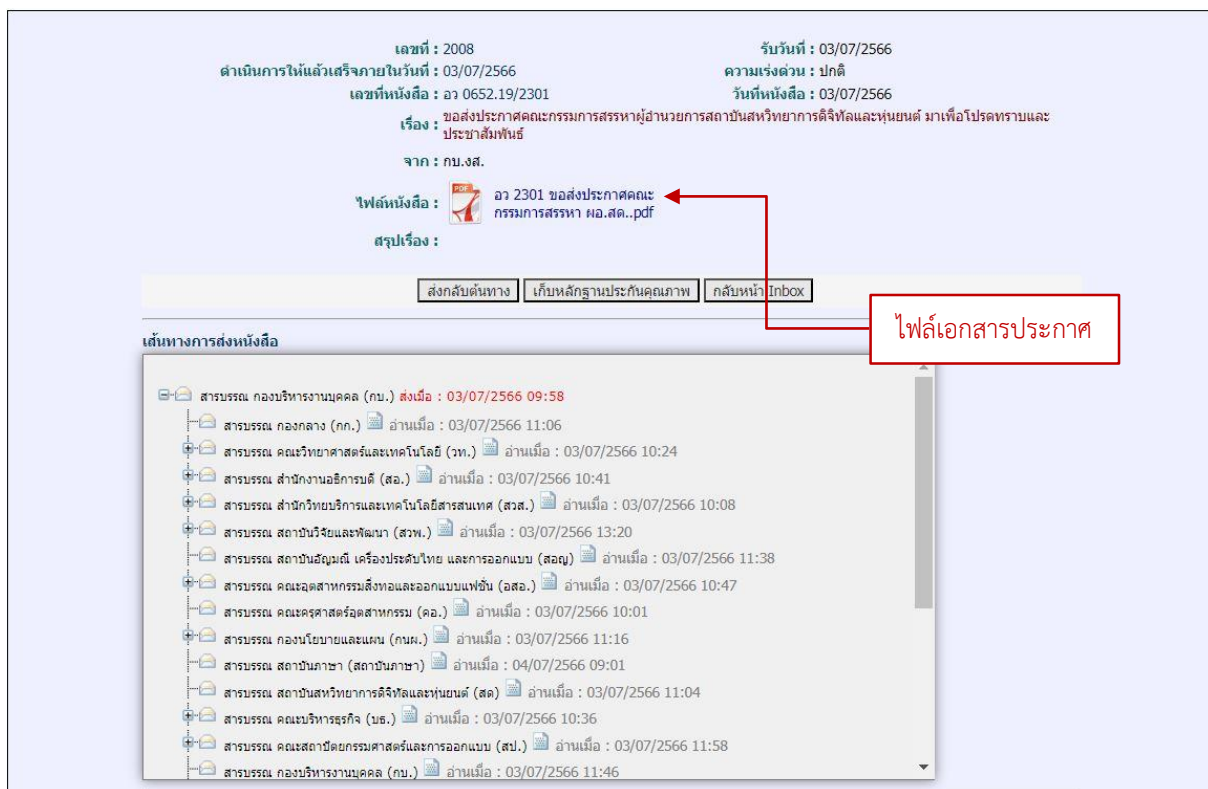 เลขที่ : 2008 รับวันที่ : 03/07/2566
ดำเนินการให้แล้วเสร็จภายในวันที่ : 03/07/2566 ความเร่งด่วน : ปกติ
เลขที่หนังสือ : อว 0652.19/2301 วันที่หนังสือ : 03/07/2566
เรื่อง : ขอส่งประกาศคณะกรรมการสรรหาผู้อำนวยการสถาบันสหวิทยาการดิจิทัลและหุ่นยนต์ มาเพื่อโปรดทราบและ
ประชาสัมพันธ์
จาก : กบ.งส.
ไฟล์หนังสือ : PDF อว 2301 ขอส่งประกาศคณะ
กรรมการสรรหา ผอ.สด..pdf
สรุปเรื่อง :
ส่งกลับต้นทาง เก็บหลักฐานประกันคุณภาพ กลับหน้า Inbox
ไฟล์เอกสารประกาศ
เส้นทางการส่งหนังสือ
สารบรรณ กองบริหารงานบุคคล (กบ.) ส่งเมื่อ : 03/07/2566 09:58
สารบรรณ กองกลาง (กก.) อ่านเมื่อ : 03/07/2566 11:06
สารบรรณ คณะวิทยาศาสตร์และเทคโนโลยี (วท.) อ่านเมื่อ : 03/07/2566 10:24
สารบรรณ สำนักงานอธิการบดี (สอ.) อ่านเมื่อ : 03/07/2566 10:41
สารบรรณ สำนักวิทยบริการและเทคโนโลยีสารสนเทศ (สวส.) อ่านเมื่อ : 03/07/2566 10:08
สารบรรณ สถาบันวิจัยและพัฒนา (สวพ.) อ่านเมื่อ : 03/07/2566 13:20
สารบรรณ สถาบันอัญมณี เครื่องประดับไทย และการออกแบบ (สอญ) อ่านเมื่อ : 03/07/2566 11:38
สารบรรณ คณะอุตสาหกรรมสิ่งทอและออกแบบแฟชั่น (อสอ.) อ่านเมื่อ : 03/07/2566 10:47
สารบรรณ คณะครุศาสตร์อุตสาหกรรม (คอ.) อ่านเมื่อ : 03/07/2566 10:01
สารบรรณ กองนโยบายและแผน (กนผ.) อ่านเมื่อ : 03/07/2566 11:16
สารบรรณ สถาบันภาษา (สถาบันภาษา) อ่านเมื่อ : 04/07/2566 09:01
สารบรรณ สถาบันสหวิทยาการดิจิทัลและหุ่นยนต์ (สด) อ่านเมื่อ : 03/07/2566 11:04
สารบรรณ คณะบริหารธุรกิจ (บธ.) อ่านเมื่อ : 03/07/2566 10:36
สารบรรณ คณะสถาปัตยกรรมศาสตร์และการออกแบบ (สป.) อ่านเมื่อ : 03/07/2566 11:58
สารบรรณ กองบริหารงานบุคคล (กบ.) อ่านเมื่อ : 03/07/2566 11:46